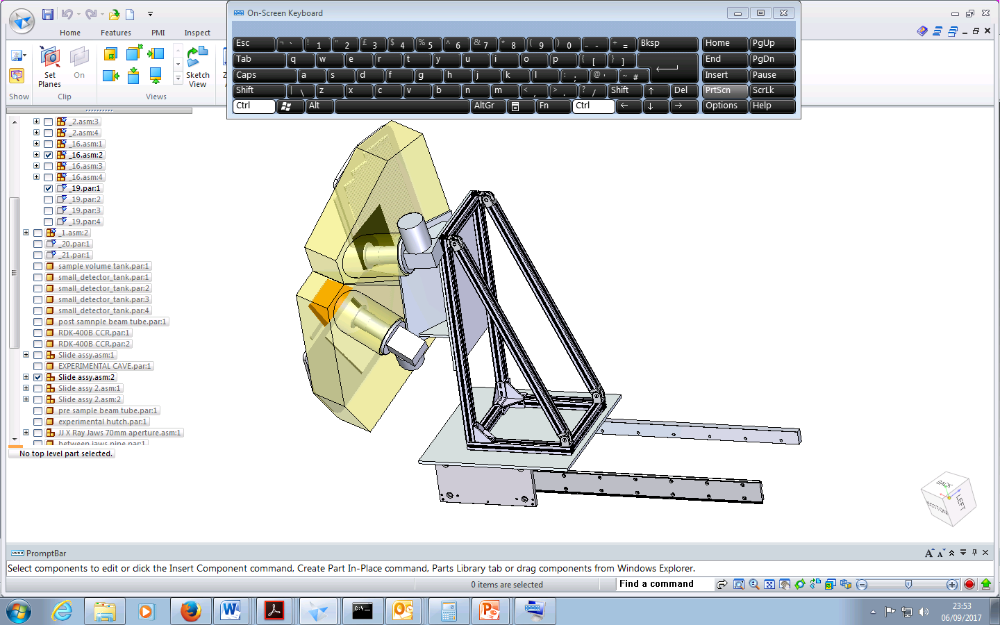 On-Screen Keyboard
Home Features PMI Inspect
Set Planes
On
Sketch View
Show Clip Views
Esc ¬ ` ! 1 " 2 £ 3 $ 4 % 5 ^ 6 & 7 * 8 ( 9 ) 0 _ - + = Bksp Home PgUp
Tab q w e r t y u i o p { [ } ] End PgDn
Caps a s d f g h j k l : ; @ ' ~ # Insert Pause
Shift | \ z x c v b n m < , > . ? / Shift ↑ Del PrtScn ScrLk
Ctrl Alt AltGr Fn Ctrl ← ↓ → Options Help
_2.asm:3
_2.asm:4
_16.asm:1
_16.asm:2
_16.asm:3
_16.asm:4
_19.par:1
_19.par:2
_19.par:3
_19.par:4
_1.asm:2
_20.par:1
_21.par:1
sample volume tank.par:1
small_detector_tank.par:1
small_detector_tank.par:2
small_detector_tank.par:3
small_detector_tank.par:4
post samnple beam tube.par:1
RDK-400B CCR.par:1
RDK-400B CCR.par:2
Slide assy.asm:1
EXPERIMENTAL CAVE.par:1
Slide assy.asm:2
Slide assy 2.asm:1
Slide assy 2.asm:2
pre sample beam tube.par:1
experimental hutch.par:1
JJ X Ray Jaws 70mm aperture.asm:1
between jaws pipe.par:1
No top level part selected.
BACK
LEFT
BOTTOM
PromptBar
Select components to edit or click the Insert Component command, Create Part In-Place command, Parts Library tab or drag components from Windows Explorer.
0 items are selected
Find a command
23:53
06/09/2017